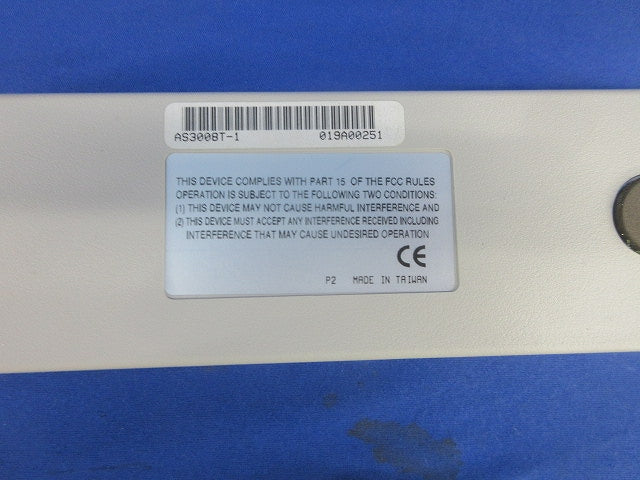 AS3008T-1 019A00251
THIS DEVICE COMPLIES WITH PART 15 OF THE FCC RULES
OPERATION IS SUBJECT TO THE FOLLOWING TWO CONDITIONS:
(1) THIS DEVICE MAY NOT CAUSE HARMFUL INTERFERENCE AND
(2) THIS DEVICE MUST ACCEPT ANY INTERFERENCE RECEIVED INCLUDING
INTERFERENCE THAT MAY CAUSE UNDESIRED OPERATION
CE
P2 MADE IN TAIWAN